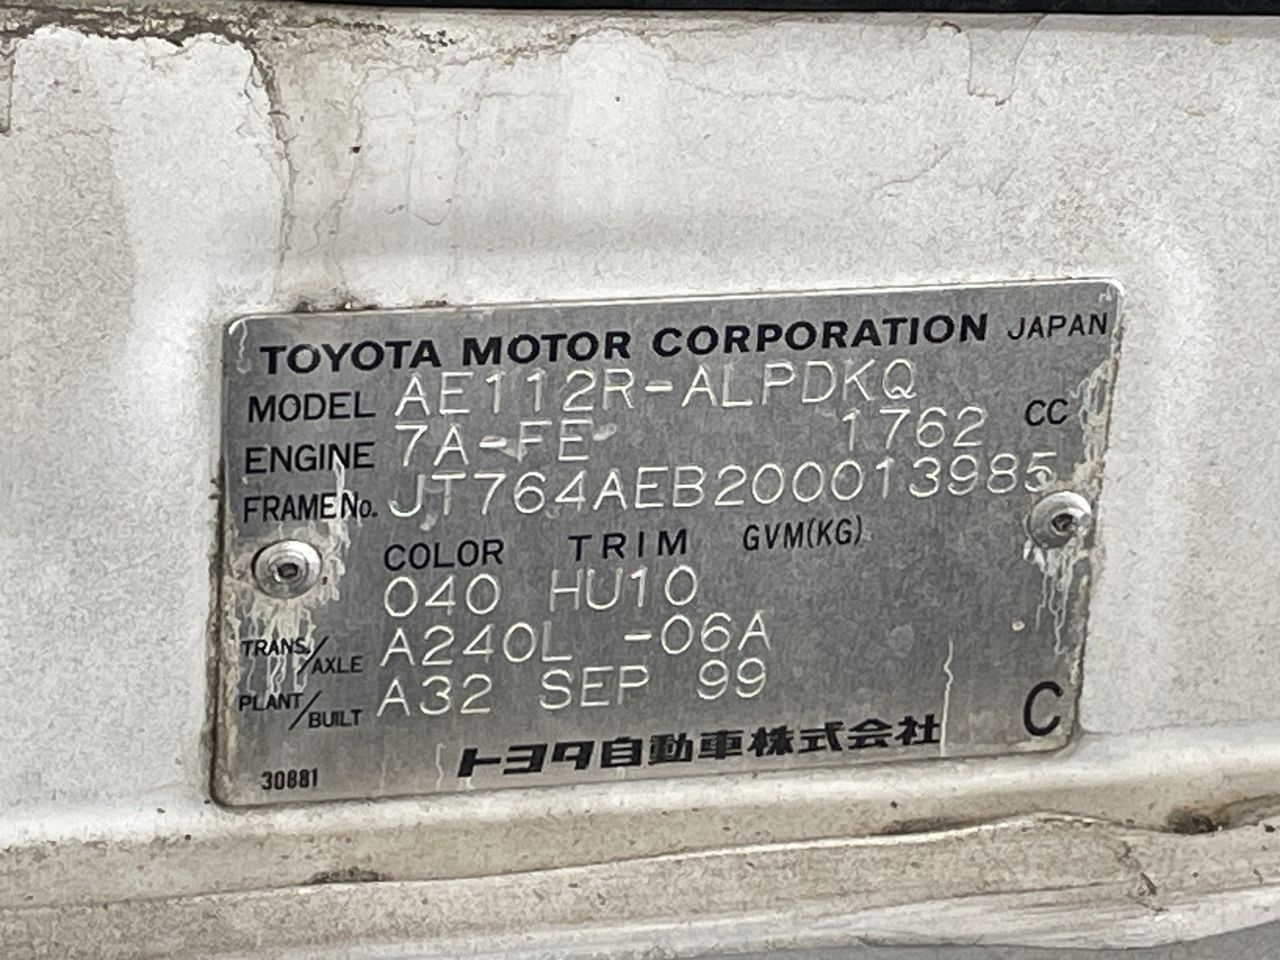 TOYOTA MOTOR CORPORATION JAPAN
MODEL AE112R-ALPDKQ
ENGINE 7A-FE 1762 CC
FRAME No. JT764AEB200013985
COLOR TRIM GVM(KG)
040 HU10
TRANS./AXLE A240L -06A
PLANT/BUILT A32 SEP 99
トヨタ自動車株式会社 C
30881